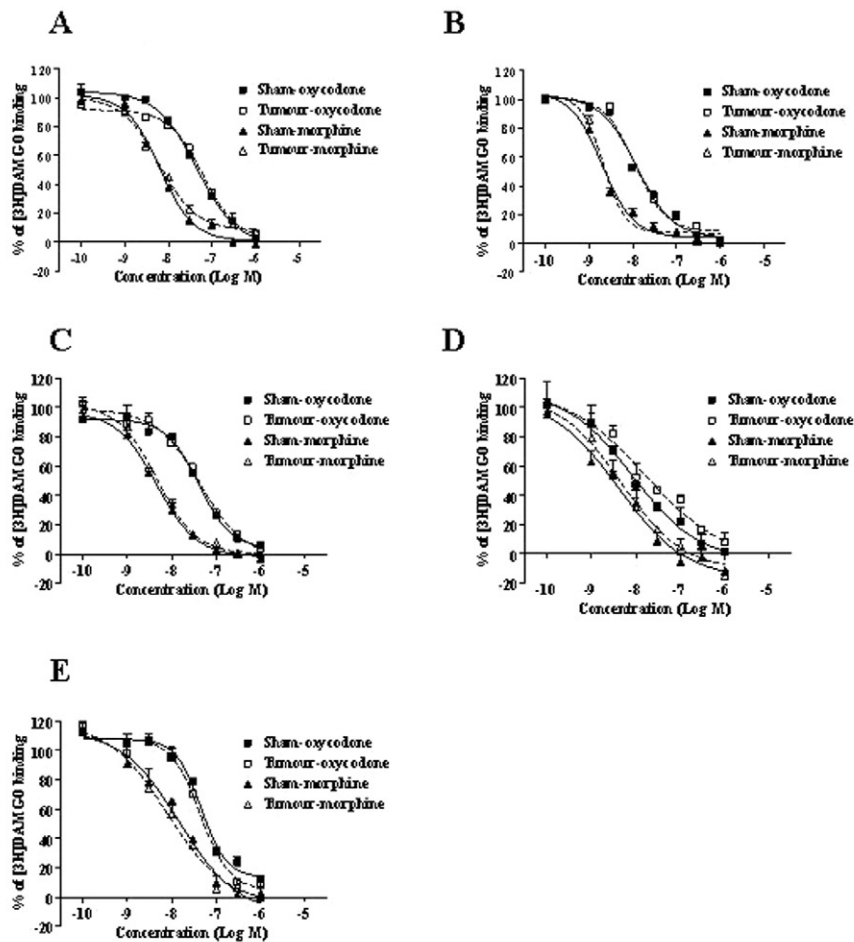 A
% of [3H]DAMGO binding
120
100
80
60
40
20
0
-20
-10 -9 -8 -7 -6 -5
Concentration (Log M)
Sham-oxycodone
Tumour-oxycodone
Sham-morphine
Tumour-morphine
B
% of [3H]DAMGO binding
120
100
80
60
40
20
0
-20
-10 -9 -8 -7 -6 -5
Concentration (Log M)
Sham-oxycodone
Tumour-oxycodone
Sham-morphine
Tumour-morphine
C
% of [3H]DAMGO binding
120
100
80
60
40
20
0
-20
-10 -9 -8 -7 -6 -5
Concentration (Log M)
Sham-oxycodone
Tumour-oxycodone
Sham-morphine
Tumour-morphine
D
% of [3H]DAMGO binding
120
100
80
60
40
20
0
-20
-10 -9 -8 -7 -6 -5
Concentration (Log M)
Sham-oxycodone
Tumour-oxycodone
Sham-morphine
Tumour-morphine
E
% of [3H]DAMGO binding
120
100
80
60
40
20
0
-20
-10 -9 -8 -7 -6 -5
Concentration (Log M)
Sham-oxycodone
Tumour-oxycodone
Sham-morphine
Tumour-morphine